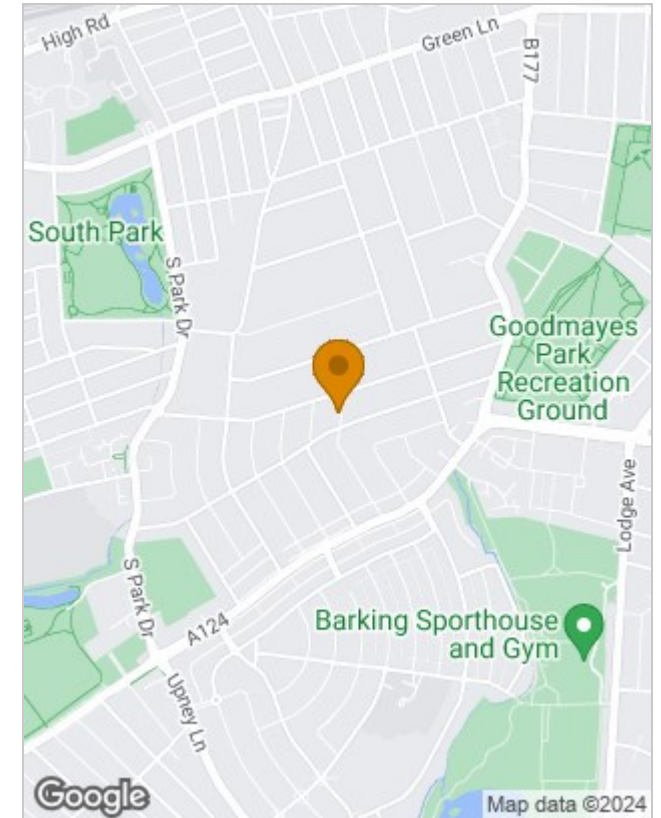 High Rd
Green Ln
B177
South Park
S Park Dr
Goodmayes
Park
Recreation
Ground
Lodge Ave
S Park Dr
A124
Barking Sporthouse
and Gym
Upney Ln
Google
Map data ©2024